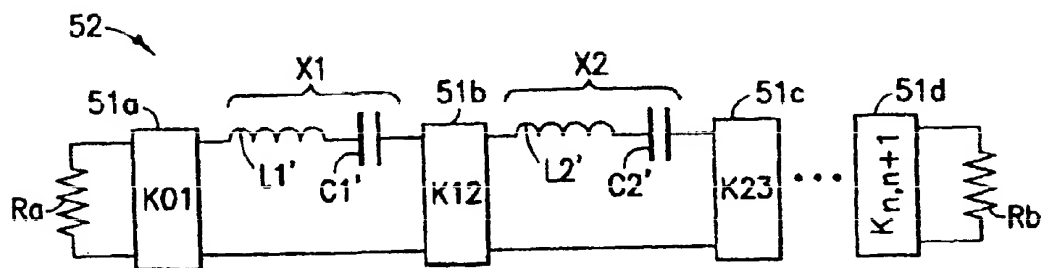 52
X1
X2
51a
51b
51c
51d
L1'
C1'
L2'
C2'
Ra
K01
K12
K23
Kn,n+1
Rb